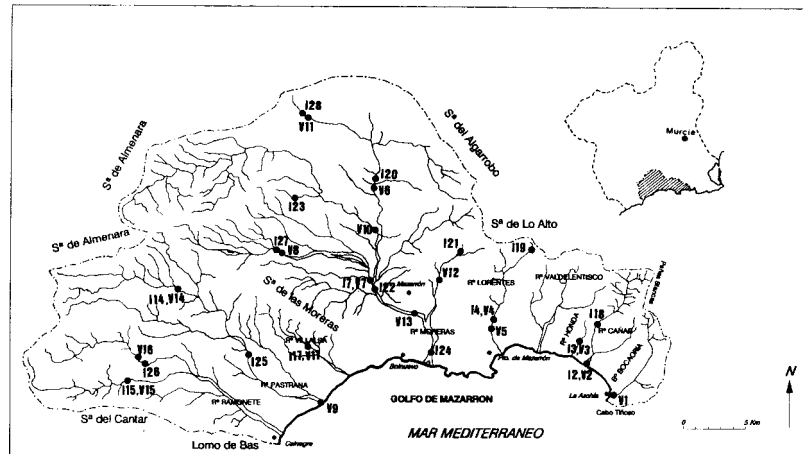 I28
V11
Sª de Almenara
Sª del Algarrobo
Murcia
I20
V6
I23
V10
Sª de Lo Alto
Sª de Almenara
I27
V8
I21
I19
I7,V7
I22
Mazarrón
V12
Rª LORENTES
Rª VALDELENTISCO
I14,V14
Sª de las Moreras
V13
I4,V4
V5
I18
Rª HONDA
Rª CAÑAR
Rª MORERAS
Rª VILLALBA
I17,V17
I3,V3
V16
I26
I25
I24
Bolnuevo
Pto. de Mazarrón
I2,V2
Rª BOCAORIA
I15,V15
Rª PASTRANA
Rª RAMONETE
V9
GOLFO DE MAZARRON
La Azohía
V1
Cabo Tiñoso
Sª del Cantar
Lomo de Bas
Calnegre
MAR MEDITERRANEO
N
0
5 Km